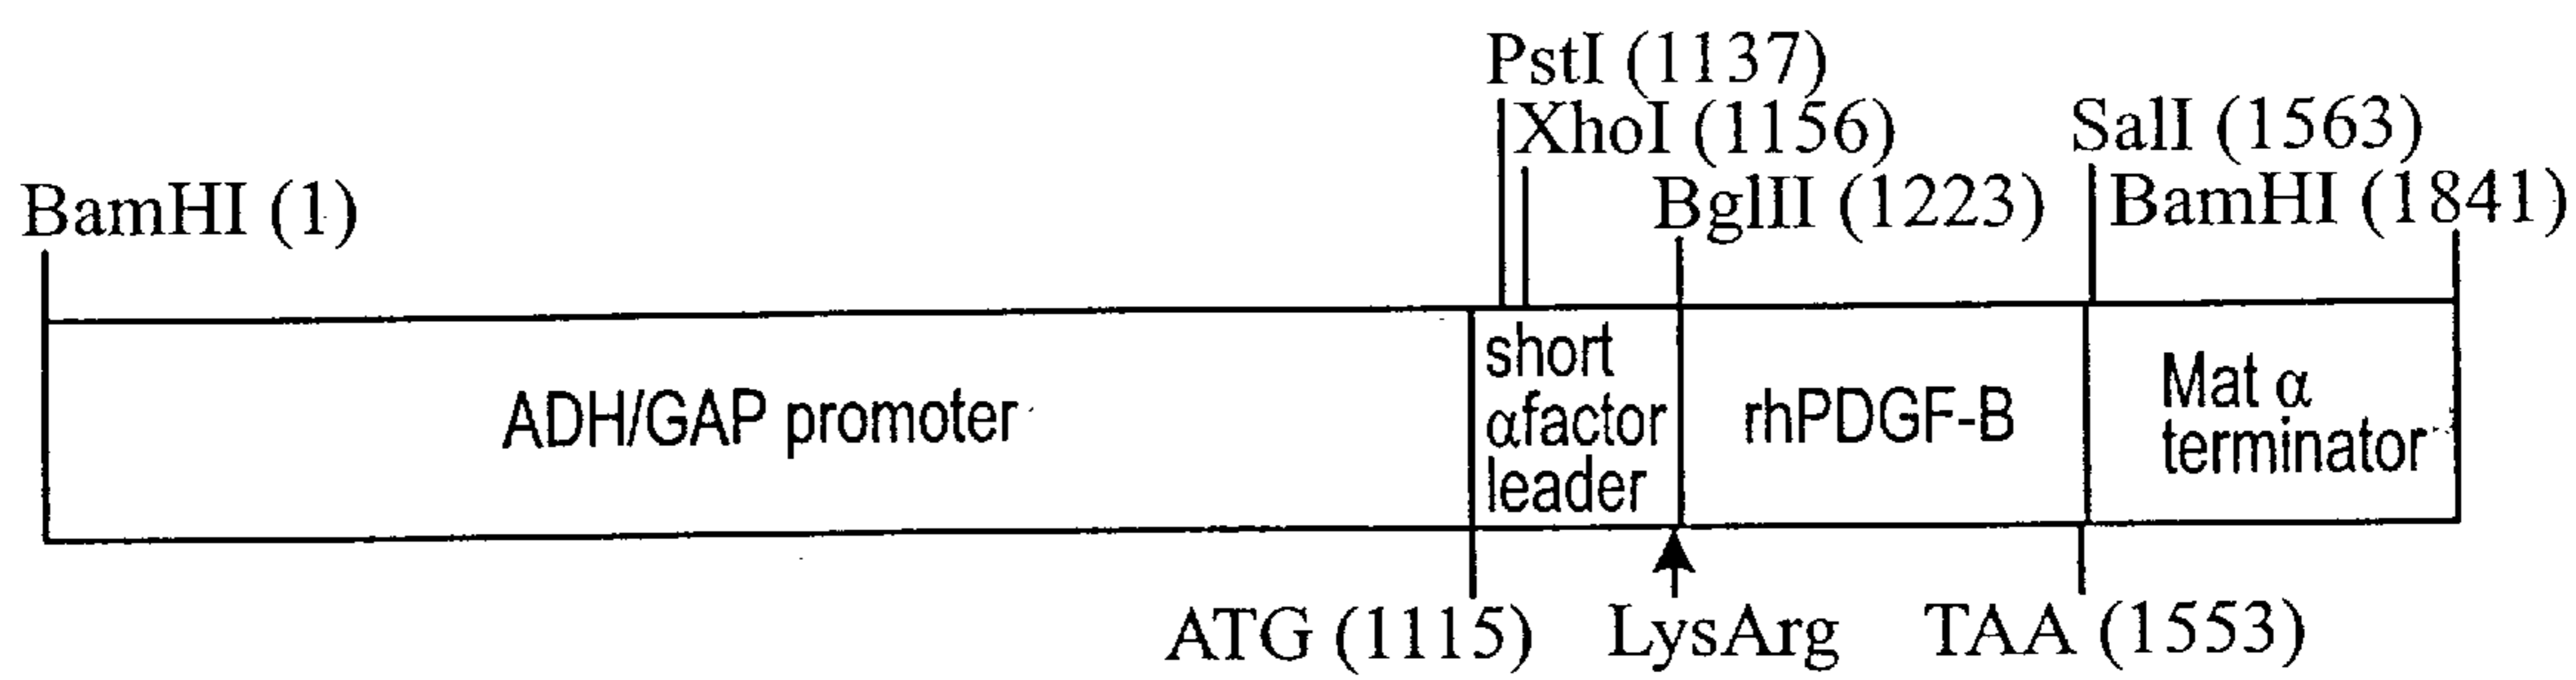 PstI (1137)
XhoI (1156)
SalI (1563)
BamHI (1)
BglII (1223)
BamHI (1841)
ADH/GAP promoter
short
αfactor
leader
rhPDGF-B
Mat α
terminator
ATG (1115)
LysArg
TAA (1553)